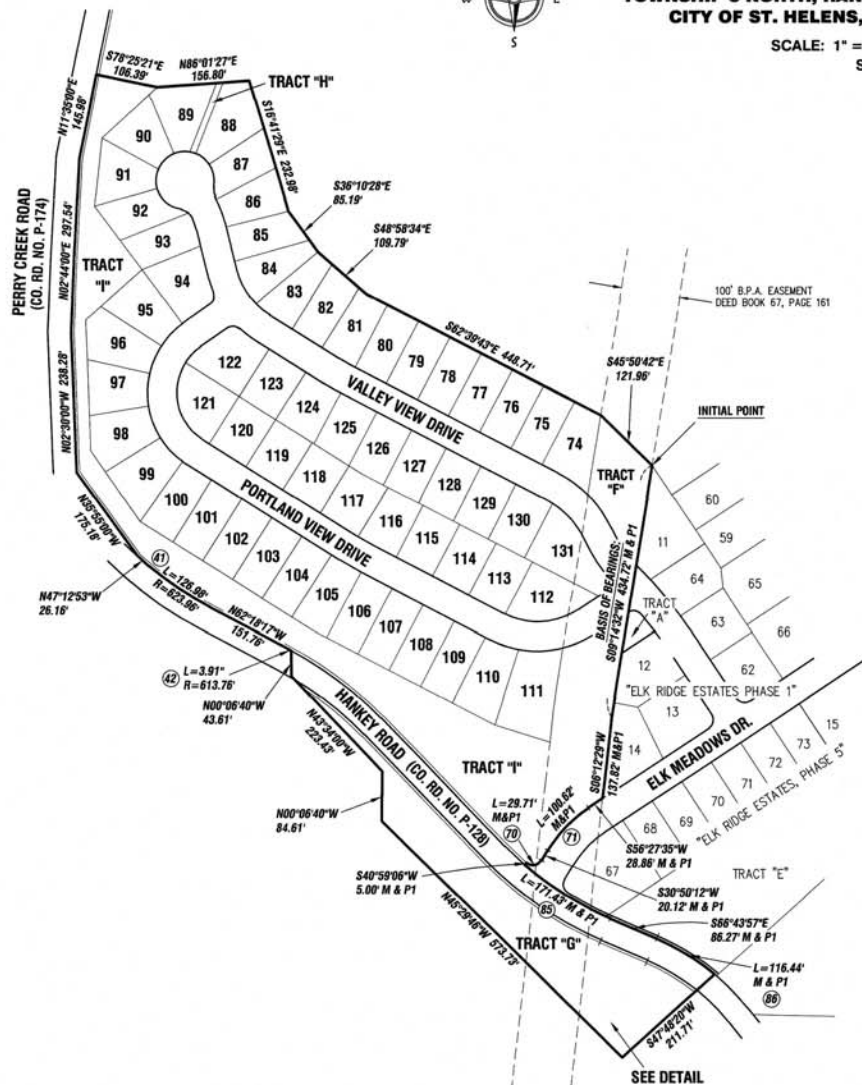 CITY OF ST. HELENS,
SCALE: 1" =
S
S78°25'21"E
106.39'
N86°01'27"E
156.80'
TRACT "H"
N11°35'00"E
145.98'
S16°41'29"E 232.98'
PERRY CREEK ROAD
(CO. RD. NO. P-174)
N02°44'00"E 297.54'
S36°10'28"E
85.19'
S48°58'34"E
109.79'
100' B.P.A. EASEMENT
DEED BOOK 67, PAGE 161
TRACT
"I"
89
90
88
91
87
92
86
93
85
94
84
95
83
82
81
80
79
78
77
76
75
74
S62°39'43"E 448.71'
S45°50'42"E
121.96'
INITIAL POINT
N02°30'00"W 238.28'
96
97
98
99
122
123
124
125
126
127
128
129
130
131
VALLEY VIEW DRIVE
TRACT
"F"
121
120
119
118
117
116
115
114
113
112
PORTLAND VIEW DRIVE
100
101
102
103
104
105
106
107
108
109
110
111
BASIS OF BEARINGS:
S09°14'32"W 434.72' M & P1
60
59
11
64
65
63
66
62
TRACT
"A"
12
13
14
"ELK RIDGE ESTATES PHASE 1"
N35°55'00"W
175.18'
N47°12'53"W
26.16'
41
L=126.98'
R=623.96'
N62°18'17"W
151.76'
42
L=3.91"
R=613.76'
N00°06'40"W
43.61'
N43°34'00"W
223.43'
HANKEY ROAD (CO. RD. NO. P-128)
TRACT "I"
S06°12'29"W
137.82' M&P1
ELK MEADOWS DR.
15
73
72
71
70
69
68
67
"ELK RIDGE ESTATES, PHASE 5"
L=29.71'
M&P1
70
L=100.62'
M&P1
71
S56°27'35"W
28.86' M & P1
N00°06'40"W
84.61'
S40°59'06"W
5.00' M & P1
S30°50'12"W
20.12' M & P1
TRACT "E"
L=171.43' M & P1
85
S66°43'57"E
86.27' M & P1
N45°29'46"W 573.73'
TRACT "G"
L=116.44'
M & P1
86
S47°48'20"W
211.71'
SEE DETAIL